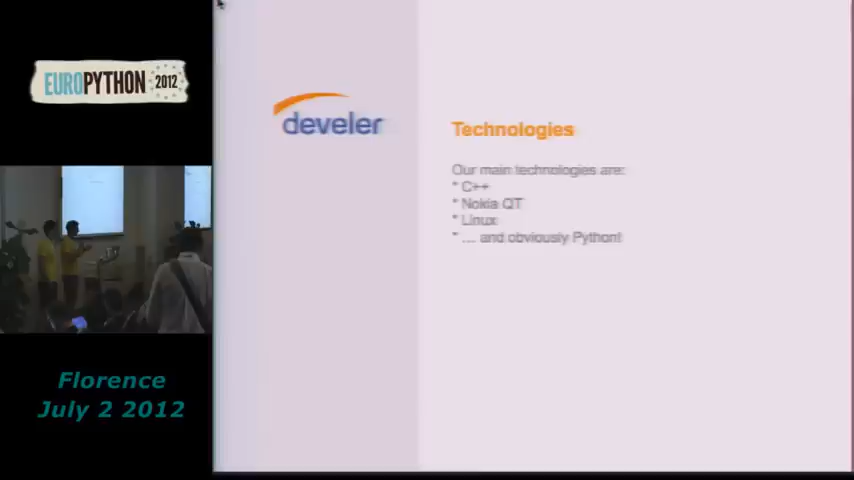 EUROPYTHON 2012
develer
Technologies
Our main technologies are:
* C++
* Nokia QT
* Linux
* ... and obviously Python!
Florence
July 2 2012